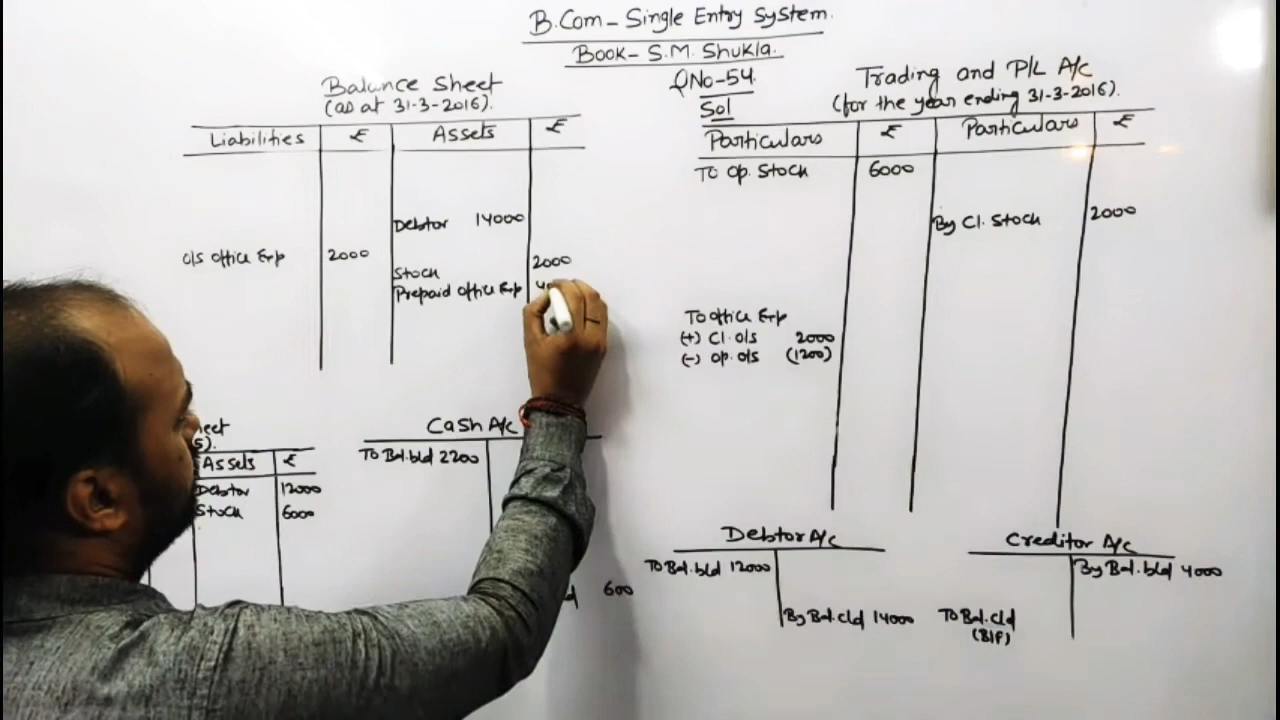 B.Com - Single Entry System.
Book - S.M. Shukla.
QNo-54.
Sol
Balance Sheet
(as at 31-3-2016).
Liabilities ₹ Assets ₹
Debtor 14000
o/s office Exp 2000
Stock 2000
Prepaid office Exp
Trading and P/L A/c
(for the year ending 31-3-2016).
Particulars ₹ Particulars ₹
To Op. Stock 6000
By Cl. Stock 2000
To office Exp
(+) Cl. o/s 2000
(-) Op. o/s (1200)
Assets ₹
Debtor 12000
Stock 6000
Cash A/c
To Bal. b/d 2200
600
Debtor A/c
To Bal. b/d 12000
By Bal. c/d 14000
Creditor A/c
By Bal. b/d 4000
To Bal. c/d
(B/F)